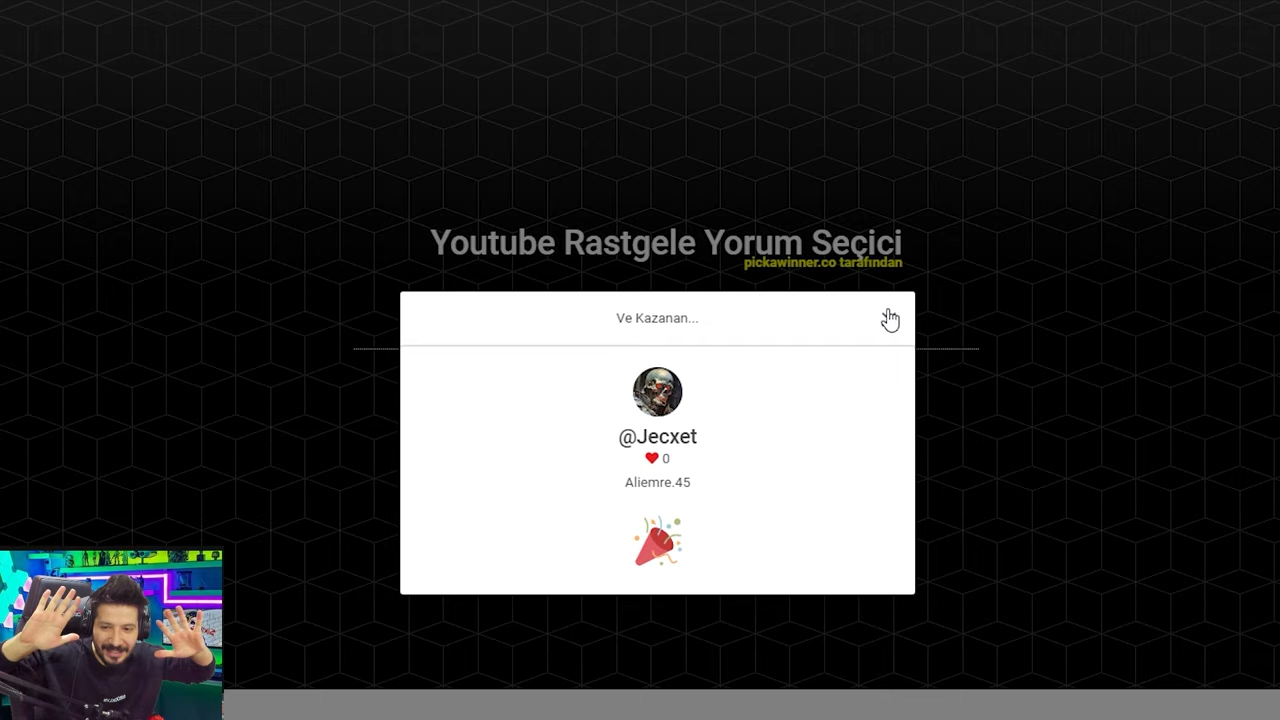 Youtube Rastgele Yorum Seçici
pickawinner.co tarafından
Ve Kazanan...
@Jecxet
0
Aliemre.45